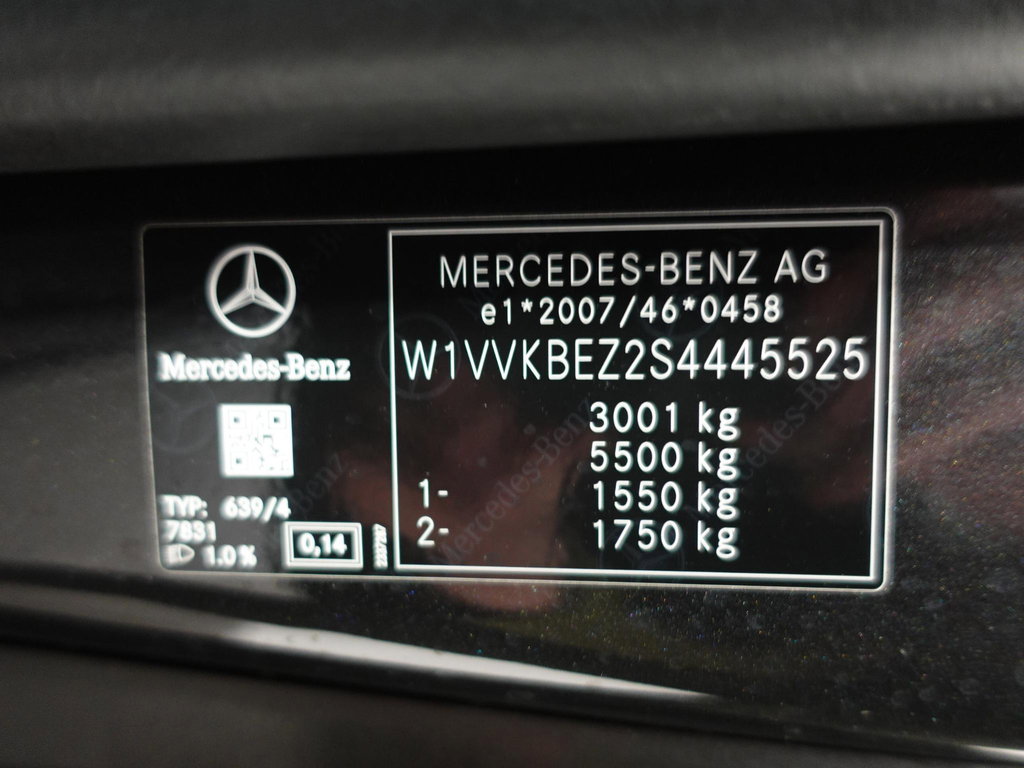 Mercedes-Benz
TYP: 639/4
7831
1.0 %
0,14
MERCEDES-BENZ AG
e1*2007/46*0458
W1VVKBEZ2S4445525
3001 kg
5500 kg
1- 1550 kg
2- 1750 kg